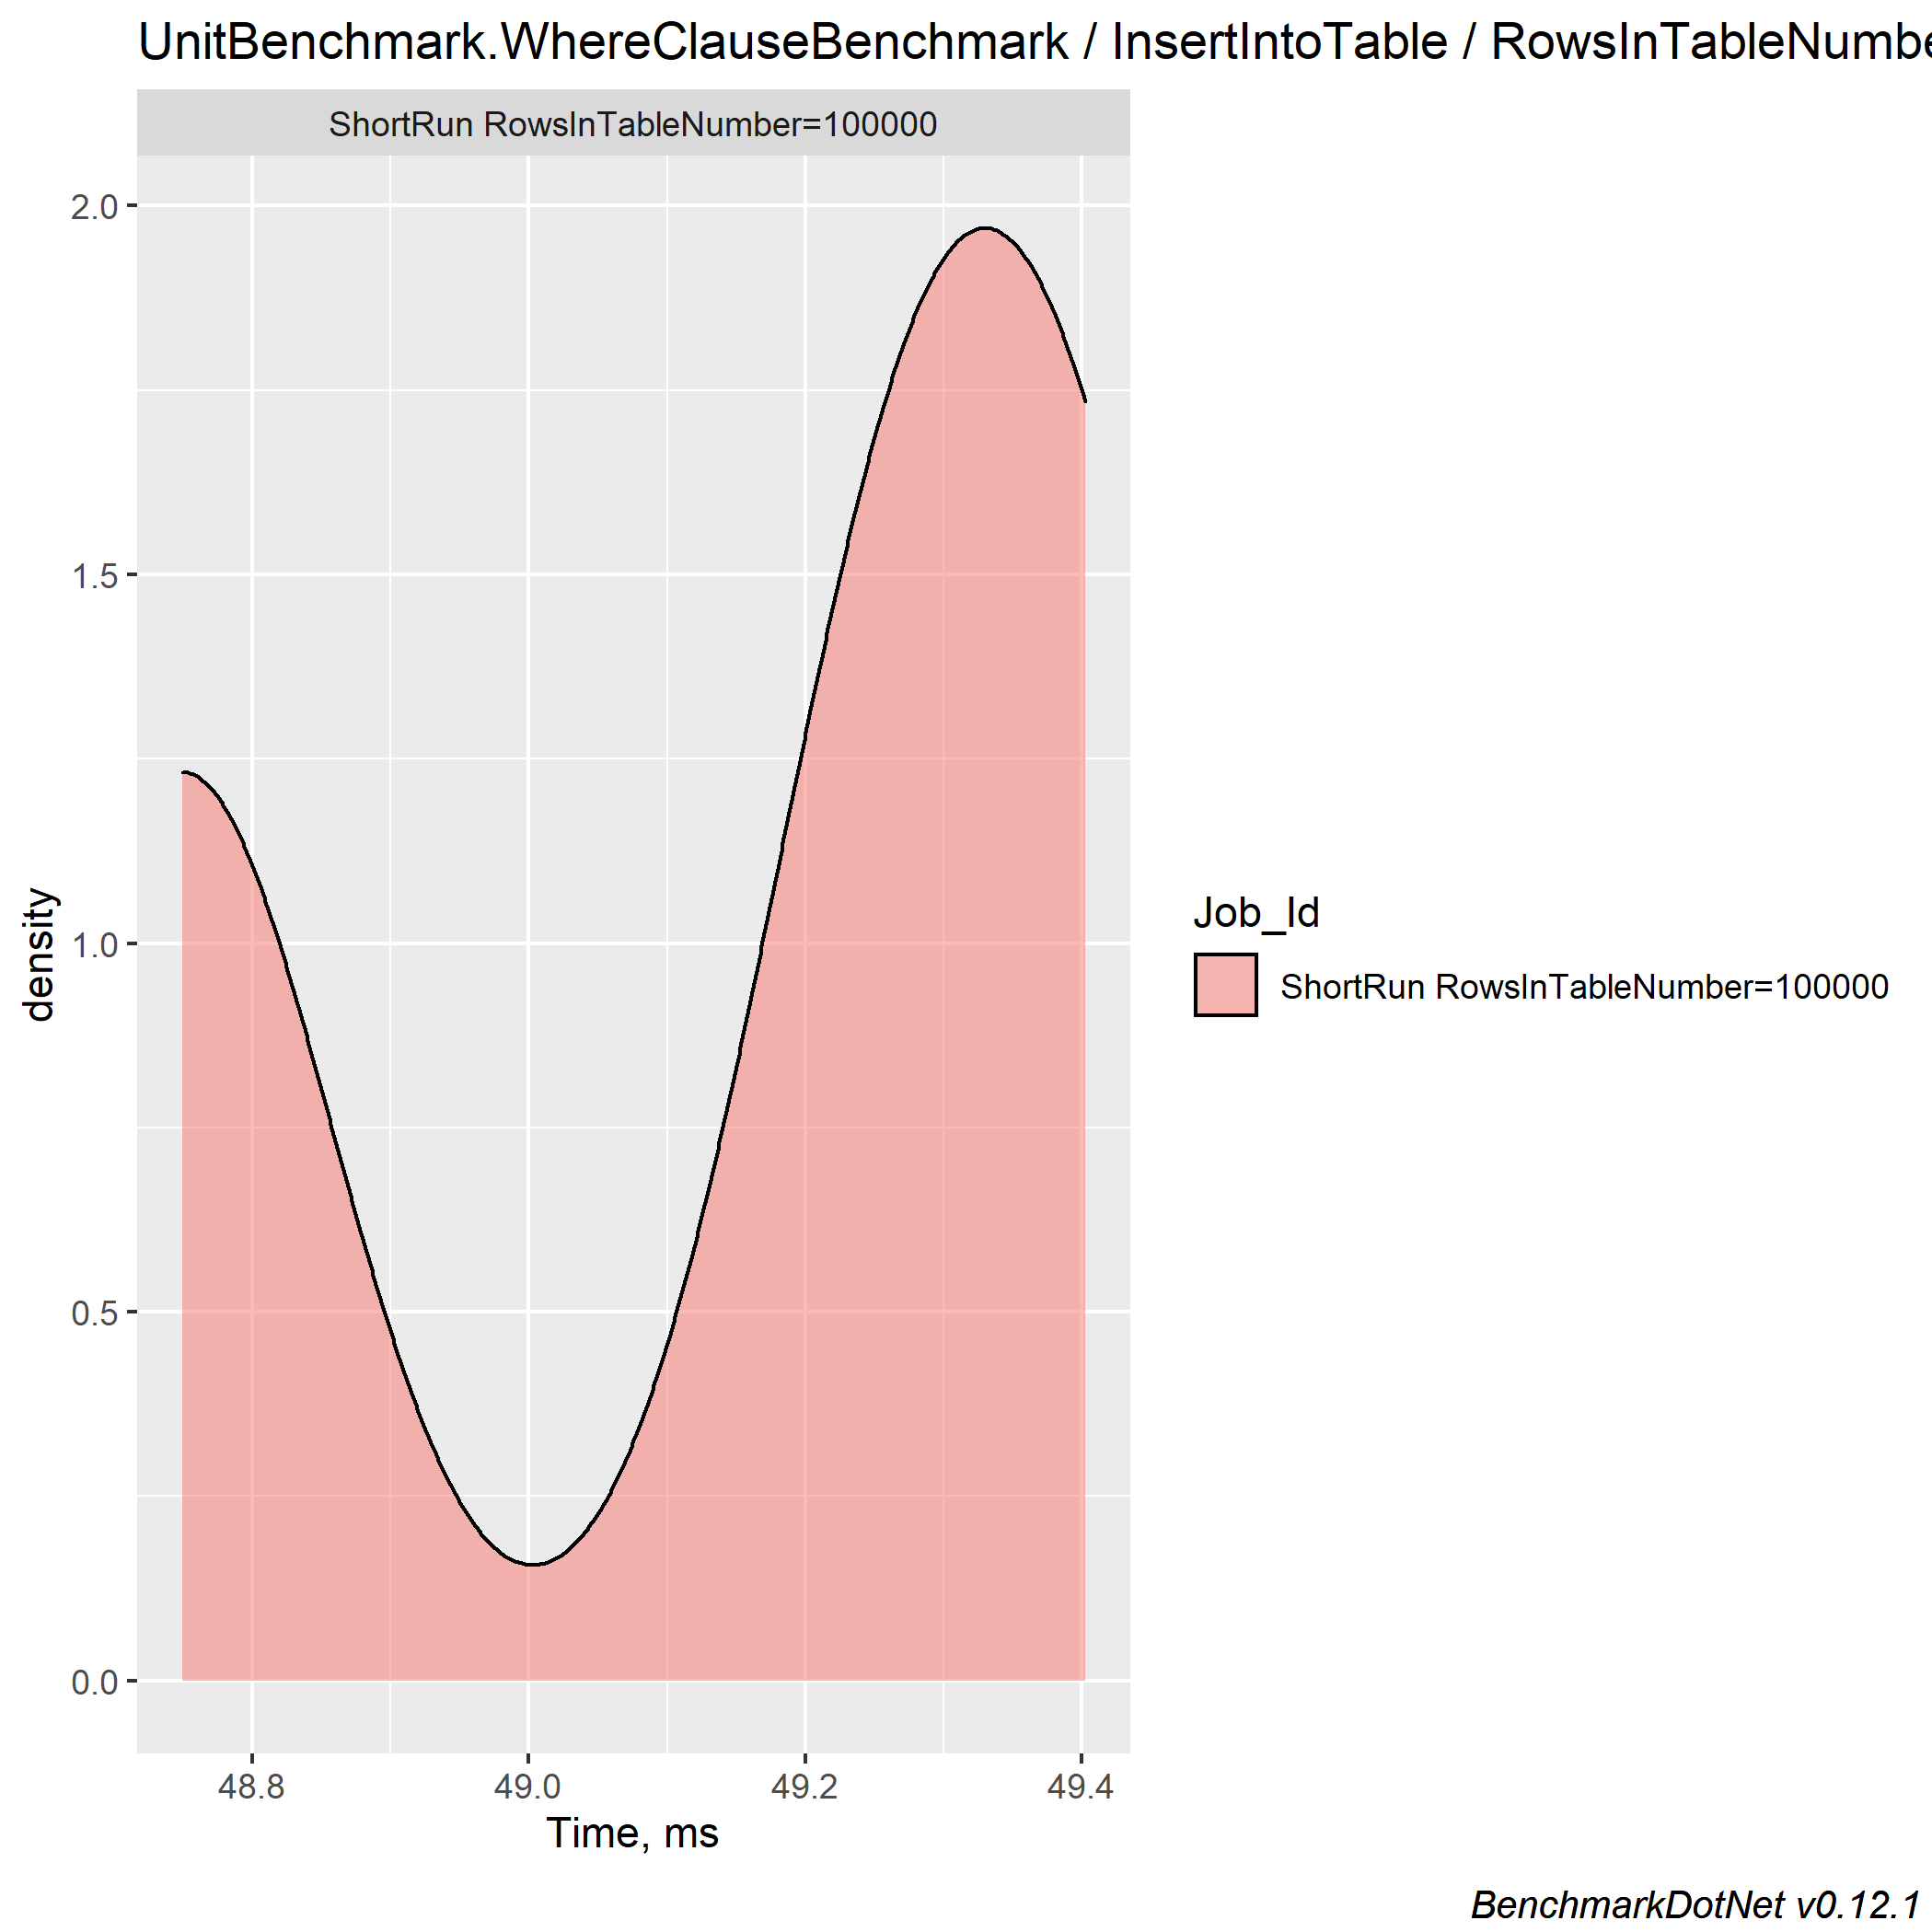 UnitBenchmark.WhereClauseBenchmark / InsertIntoTable / RowsInTableNumbe
ShortRun RowsInTableNumber=100000
2.0
1.5
1.0
0.5
0.0
density
48.8 49.0 49.2 49.4
Time, ms
Job_Id
ShortRun RowsInTableNumber=100000
BenchmarkDotNet v0.12.1